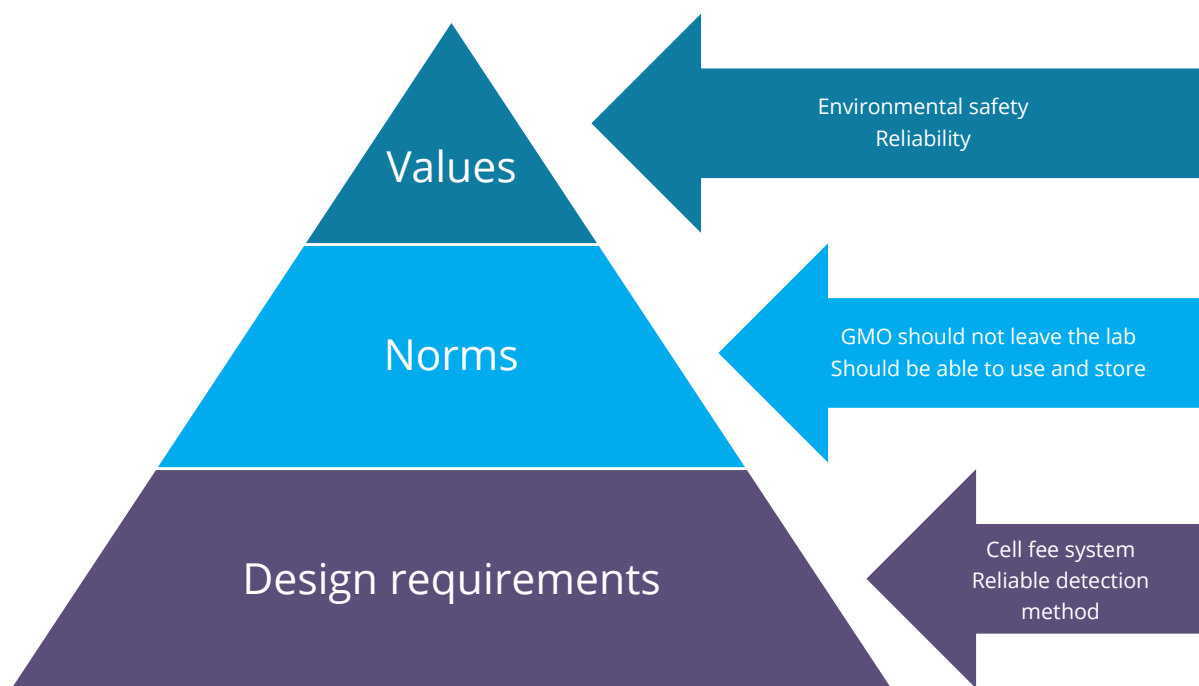 Values
Environmental safety
Reliability
Norms
GMO should not leave the lab
Should be able to use and store
Design requirements
Cell fee system
Reliable detection
method